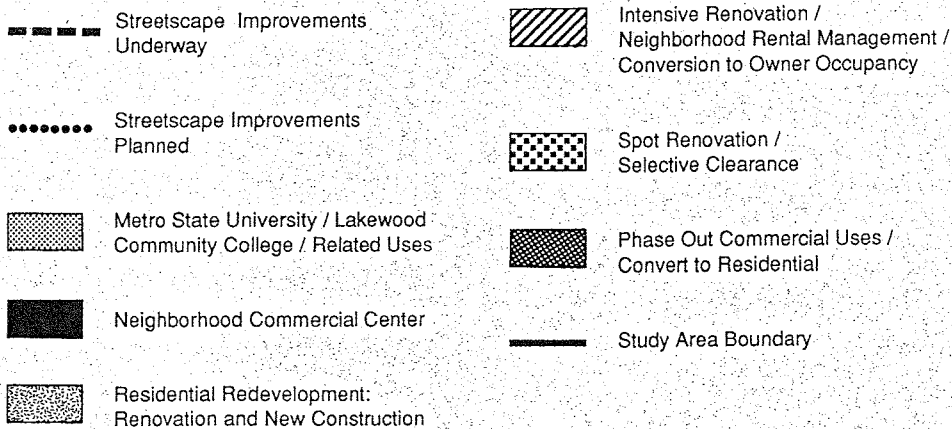 Streetscape Improvements
Underway
Streetscape Improvements
Planned
Metro State University / Lakewood
Community College / Related Uses
Neighborhood Commercial Center
Residential Redevelopment:
Renovation and New Construction
Intensive Renovation /
Neighborhood Rental Management /
Conversion to Owner Occupancy
Spot Renovation /
Selective Clearance
Phase Out Commercial Uses /
Convert to Residential
Study Area Boundary